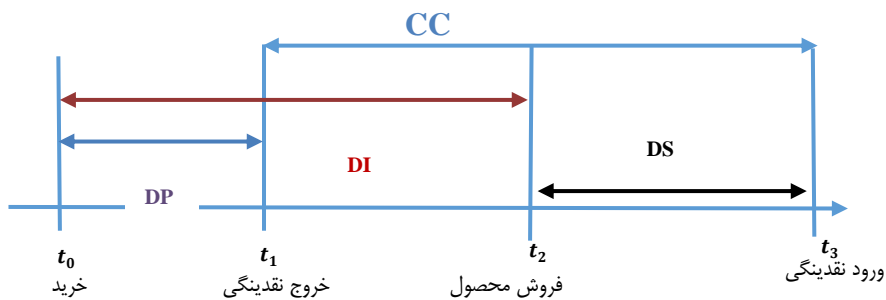 CC
DI
DS
DP
t₀
t₁
t₂
t₃
خرید
خروج نقدینگی
فروش محصول
ورود نقدینگی